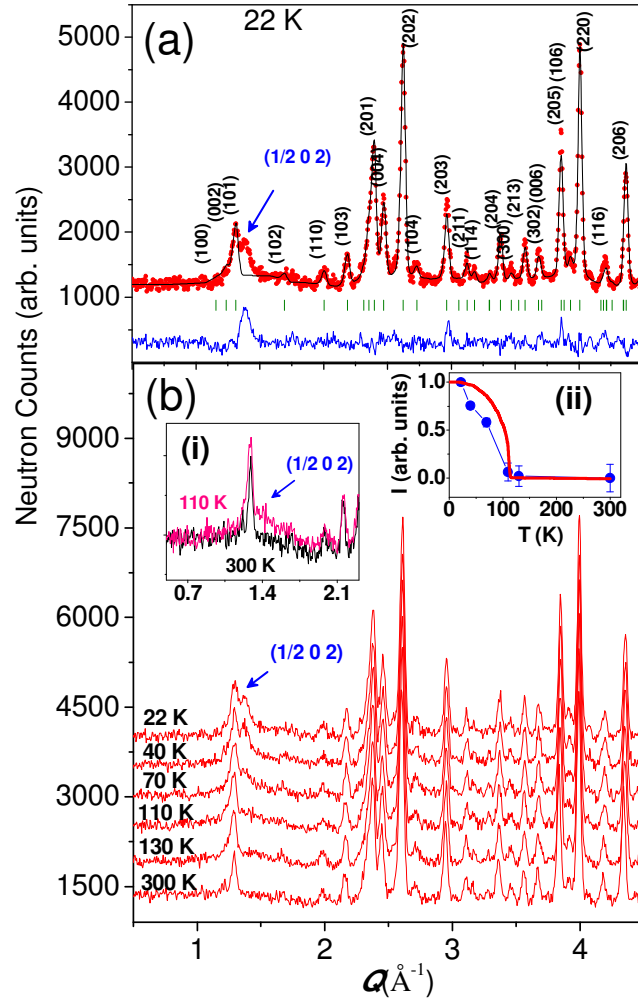 (a)
22 K
5000
4000
3000
2000
1000
(100)
(002)
(101)
(1/2 0 2)
(102)
(110)
(103)
(201)
(004)
(202)
(104)
(203)
(211)
(114)
(204)
(300)
(213)
(302)
(006)
(205)
(106)
(220)
(116)
(206)
Neutron Counts (arb. units)
(b)
9000
7500
6000
4500
3000
1500
(i)
(1/2 0 2)
110 K
300 K
0.7
1.4
2.1
(ii)
I (arb. units)
1.0
0.5
0.0
0
100
200
300
T (K)
(1/2 0 2)
22 K
40 K
70 K
110 K
130 K
300 K
1
2
3
4
Q(Å⁻¹)